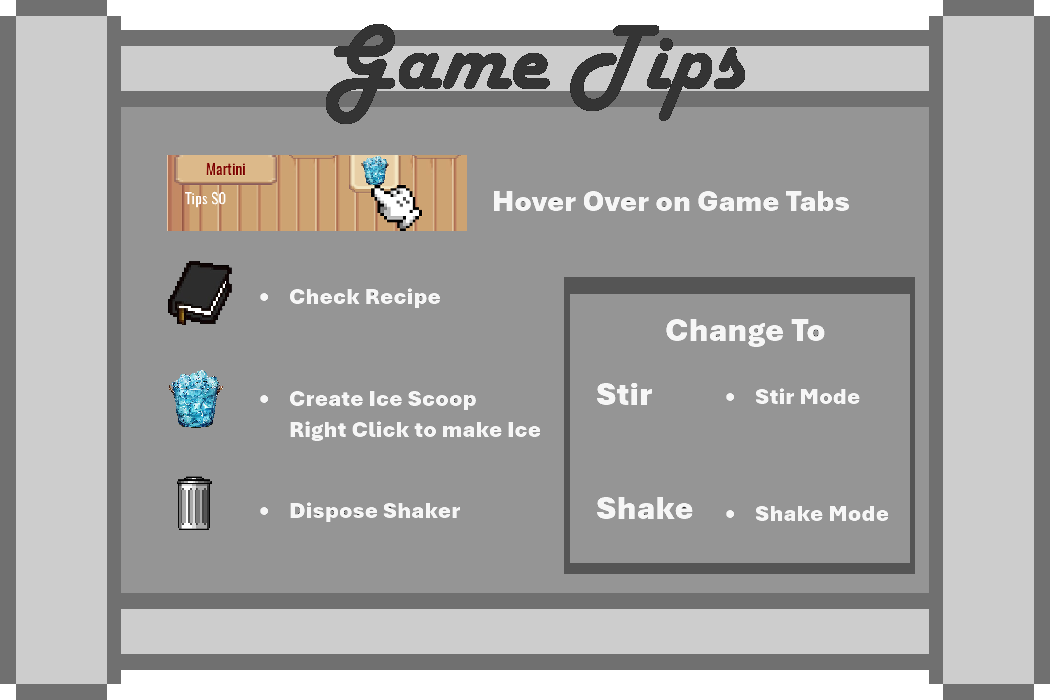 Game Tips
Martini
Tips $0
Hover Over on Game Tabs
• Check Recipe
• Create Ice Scoop
Right Click to make Ice
• Dispose Shaker
Change To
Stir • Stir Mode
Shake • Shake Mode